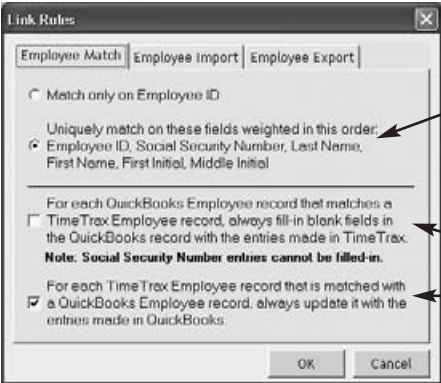 Link Rules
Employee Match Employee Import Employee Export
Match only on Employee ID
Uniquely match on these fields weighted in this order:
Employee ID, Social Security Number, Last Name,
First Name, First Initial, Middle Initial
For each QuickBooks Employee record that matches a
TimeTrax Employee record, always fill-in blank fields in
the QuickBooks record with the entries made in TimeTrax.
Note: Social Security Number entries cannot be filled-in.
For each TimeTrax Employee record that is matched with
a QuickBooks Employee record, always update it with the
entries made in QuickBooks.
OK Cancel